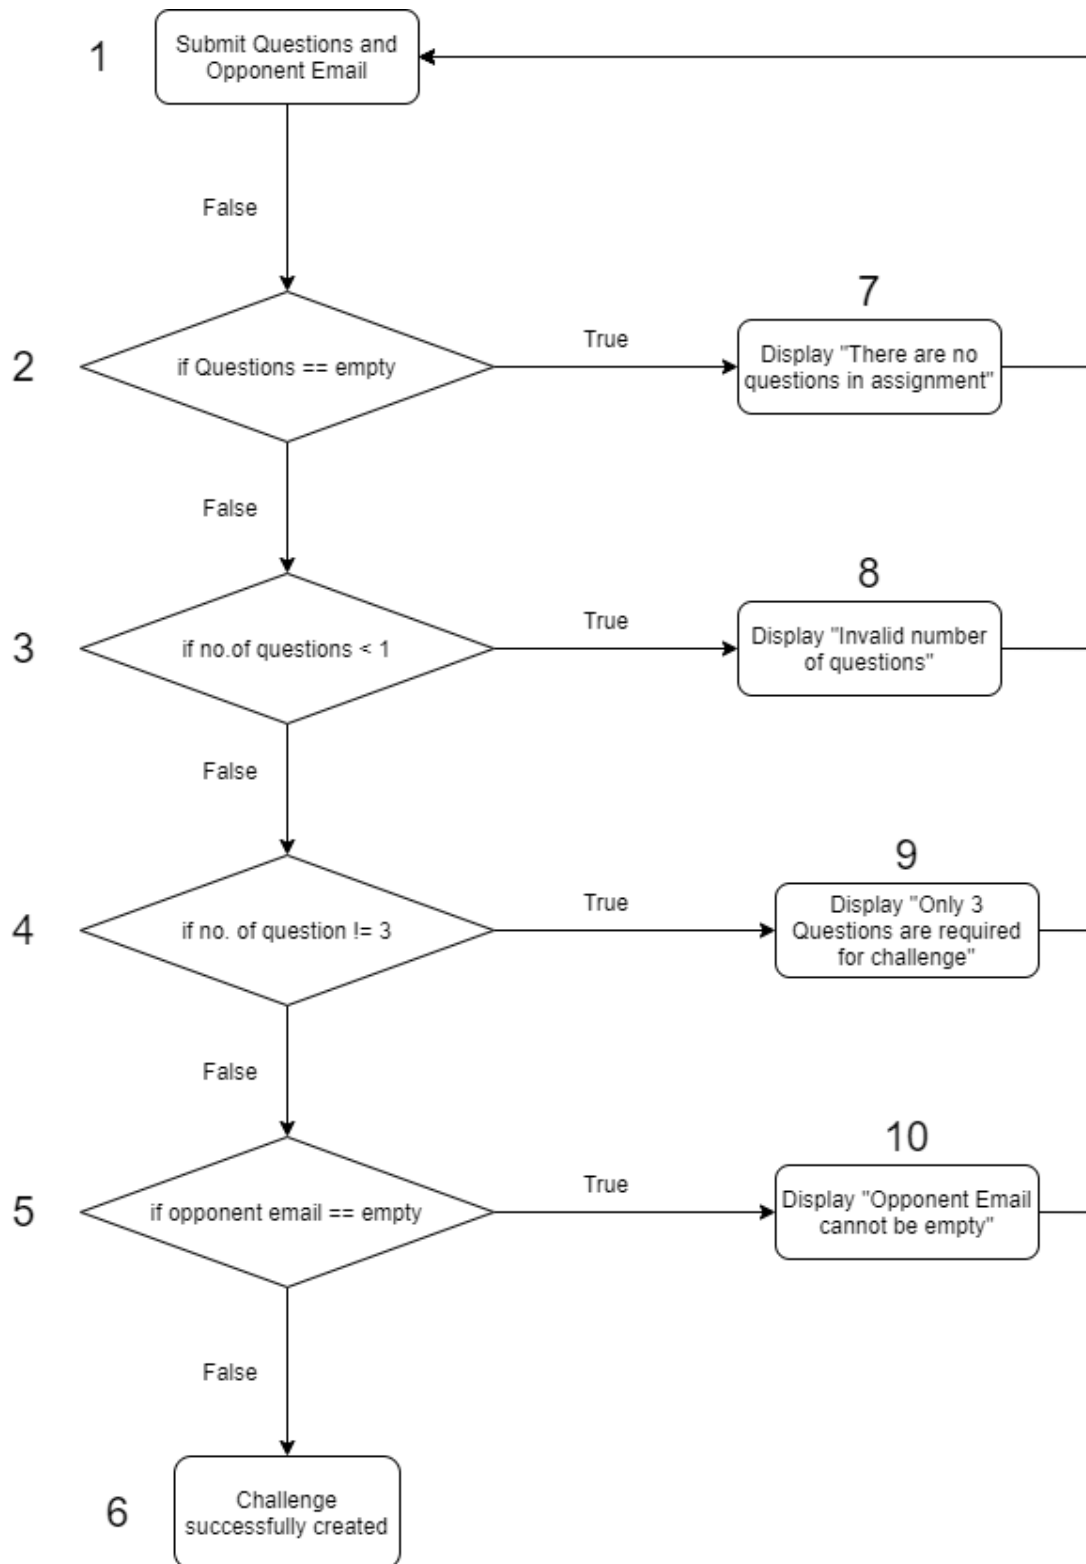 1
Submit Questions and
Opponent Email
False
7
2
if Questions == empty
True
Display "There are no
questions in assignment"
False
8
3
if no.of questions < 1
True
Display "Invalid number
of questions"
False
9
4
if no. of question != 3
True
Display "Only 3
Questions are required
for challenge"
False
10
5
if opponent email == empty
True
Display "Opponent Email
cannot be empty"
False
6
Challenge
successfully created